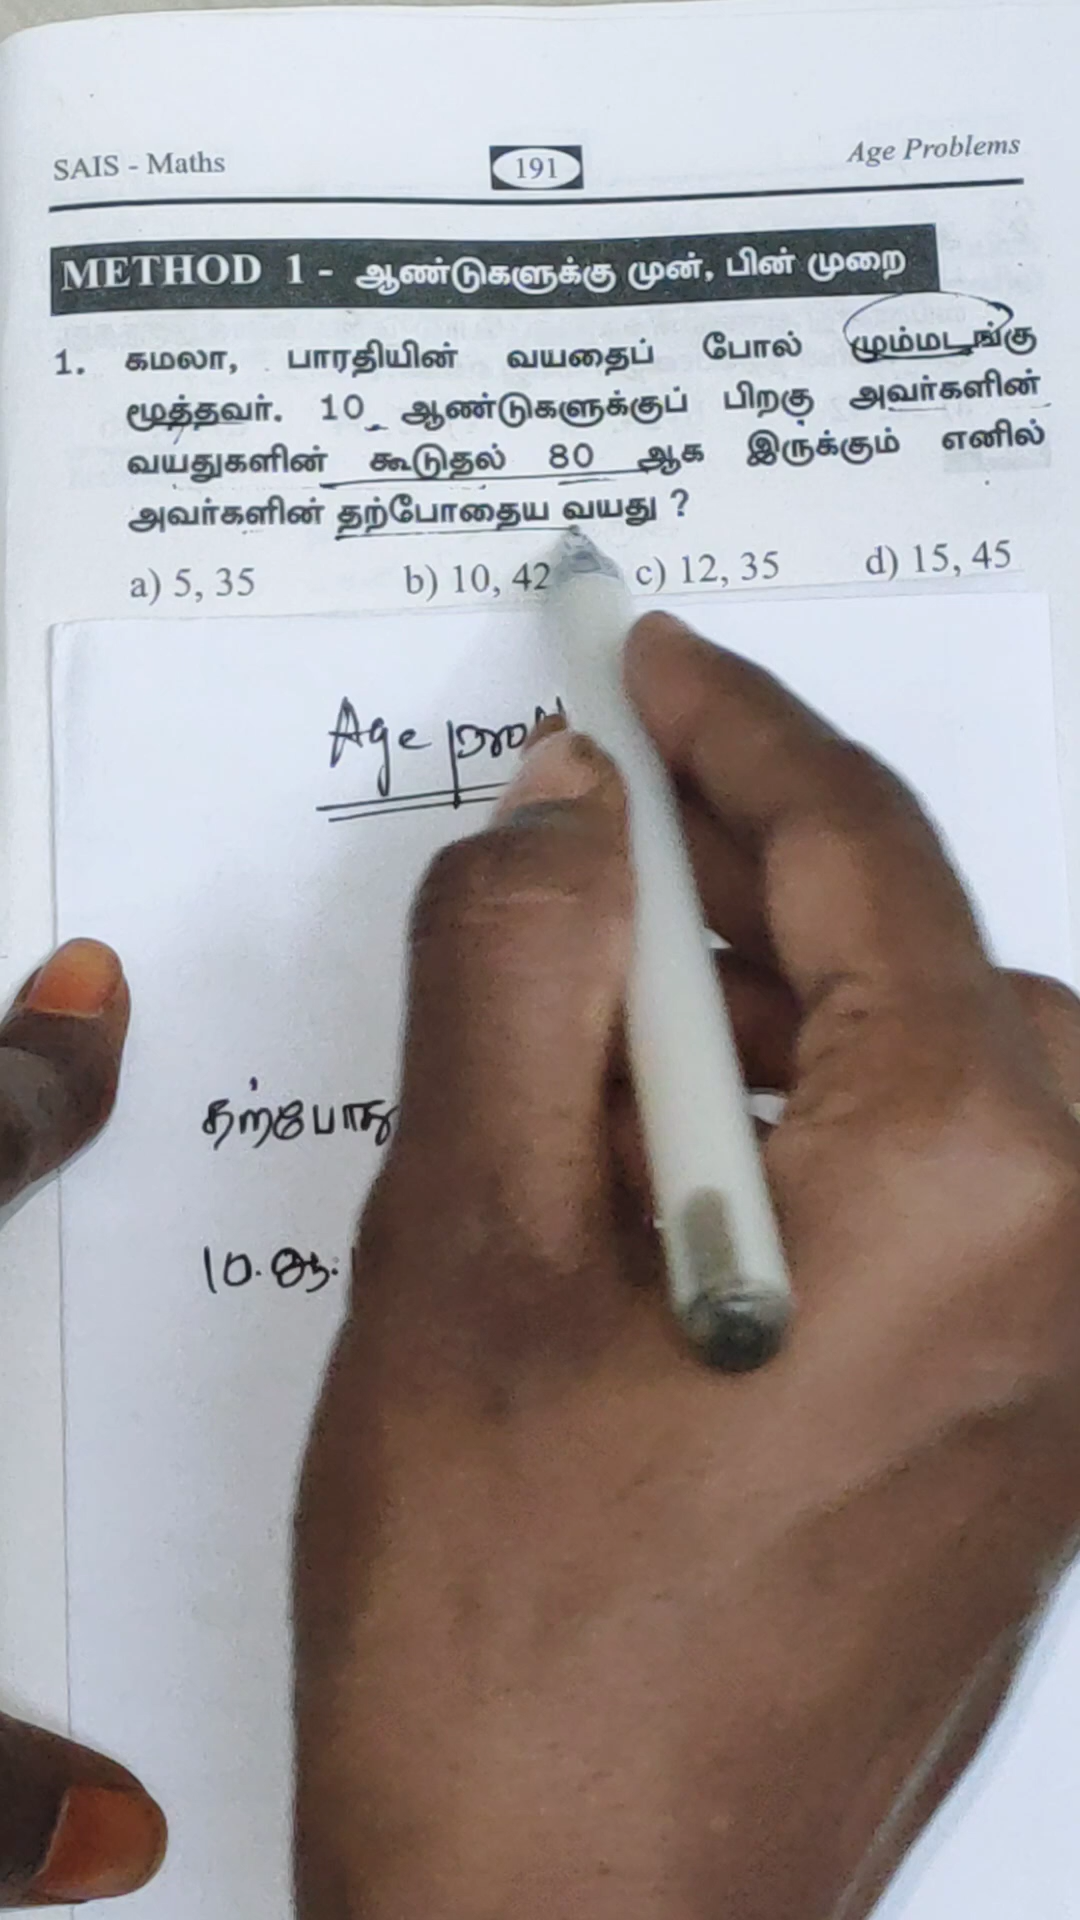 SAIS - Maths
191
Age Problems
METHOD 1 - ஆண்டுகளுக்கு முன், பின் முறை
1. கமலா, பாரதியின் வயதைப் போல் மும்மடங்கு
மூத்தவர். 10 ஆண்டுகளுக்குப் பிறகு அவர்களின்
வயதுகளின் கூடுதல் 80 ஆக இருக்கும் எனில்
அவர்களின் தற்போதைய வயது ?
a) 5, 35 b) 10, 42 c) 12, 35 d) 15, 45
Age
தற்போது
10. ஆ.